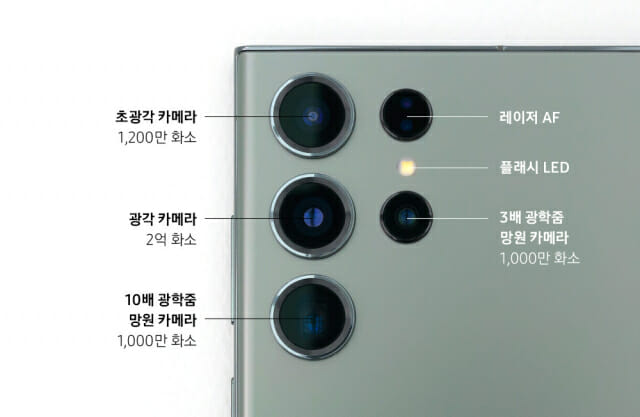 초광각 카메라
1,200만 화소
광각 카메라
2억 화소
10배 광학줌
망원 카메라
1,000만 화소
레이저 AF
플래시 LED
3배 광학줌
망원 카메라
1,000만 화소